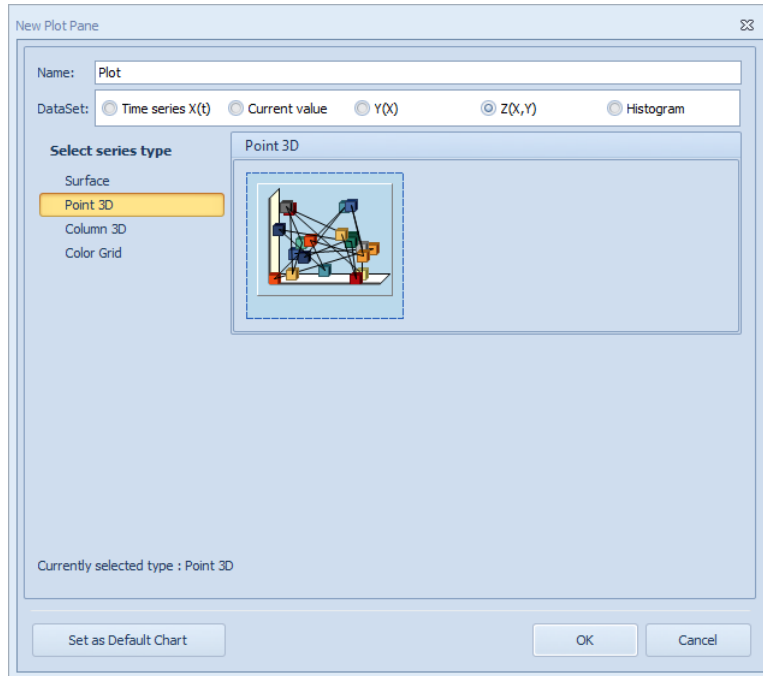 New Plot Pane
Name: Plot
DataSet: Time series X(t) Current value Y(X) Z(X,Y) Histogram
Select series type
Point 3D
Surface
Point 3D
Column 3D
Color Grid
Currently selected type : Point 3D
Set as Default Chart OK Cancel